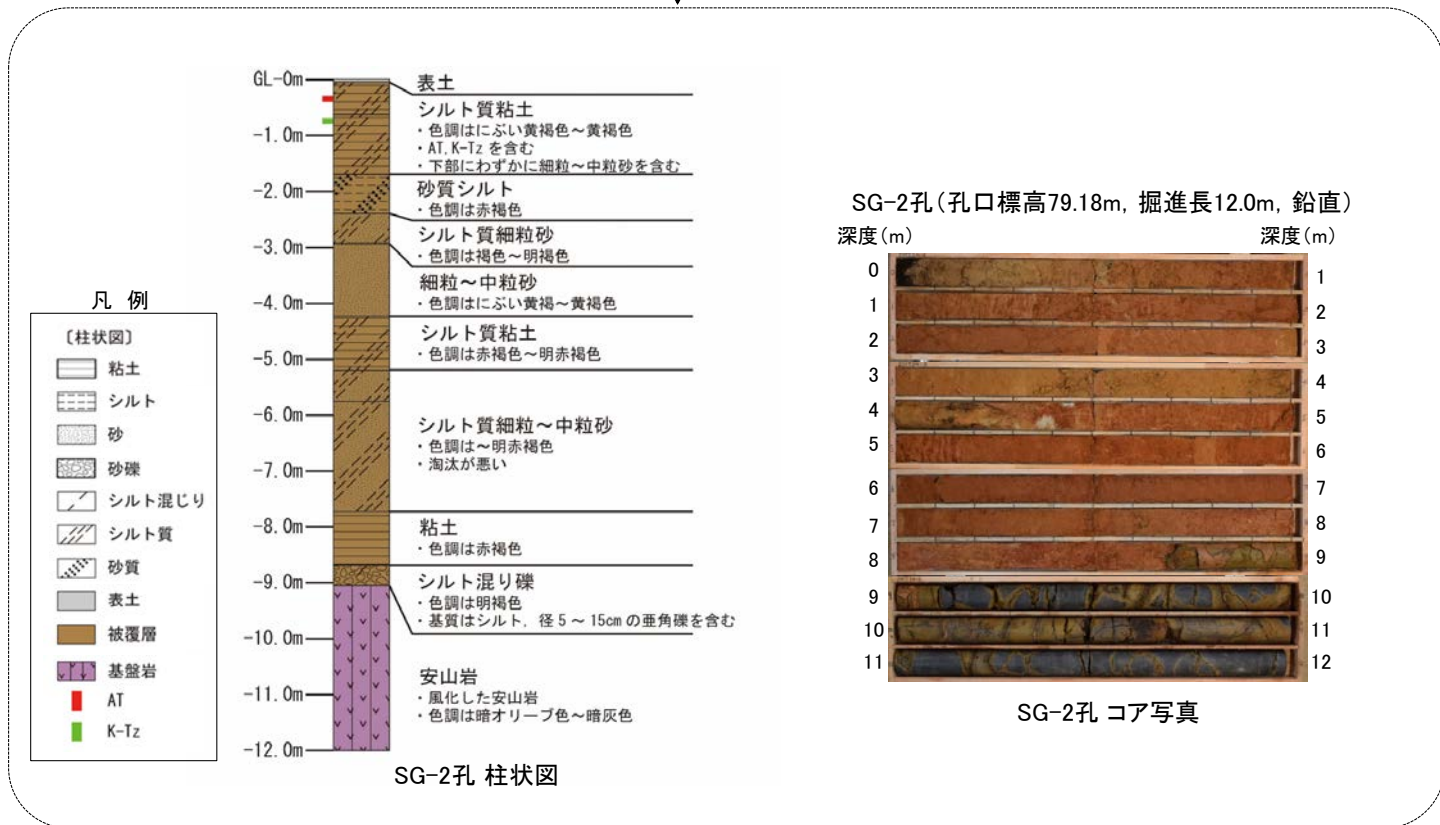 GL-0m
-1.0m
-2.0m
-3.0m
-4.0m
-5.0m
-6.0m
-7.0m
-8.0m
-9.0m
-10.0m
-11.0m
-12.0m
表土
シルト質粘土
・色調はにぶい黄褐色～黄褐色
・AT,K-Tz を含む
・下部にわずかに細粒～中粒砂を含む
砂質シルト
・色調は赤褐色
シルト質細粒砂
・色調は褐色～明褐色
細粒～中粒砂
・色調はにぶい黄褐～黄褐色
シルト質粘土
・色調は赤褐色～明赤褐色
シルト質細粒～中粒砂
・色調は～明赤褐色
・淘汰が悪い
粘土
・色調は赤褐色
シルト混り礫
・色調は明褐色
・基質はシルト，径 5 ～ 15cm の亜角礫を含む
安山岩
・風化した安山岩
・色調は暗オリーブ色～暗灰色
SG-2孔 柱状図
凡 例
〔柱状図〕
粘土
シルト
砂
砂礫
シルト混じり
シルト質
砂質
表土
被覆層
基盤岩
AT
K-Tz
SG-2孔（孔口標高79.18m，掘進長12.0m，鉛直）
深度（m） 深度（m）
0 1
1 2
2 3
3 4
4 5
5 6
6 7
7 8
8 9
9 10
10 11
11 12
SG-2孔 コア写真